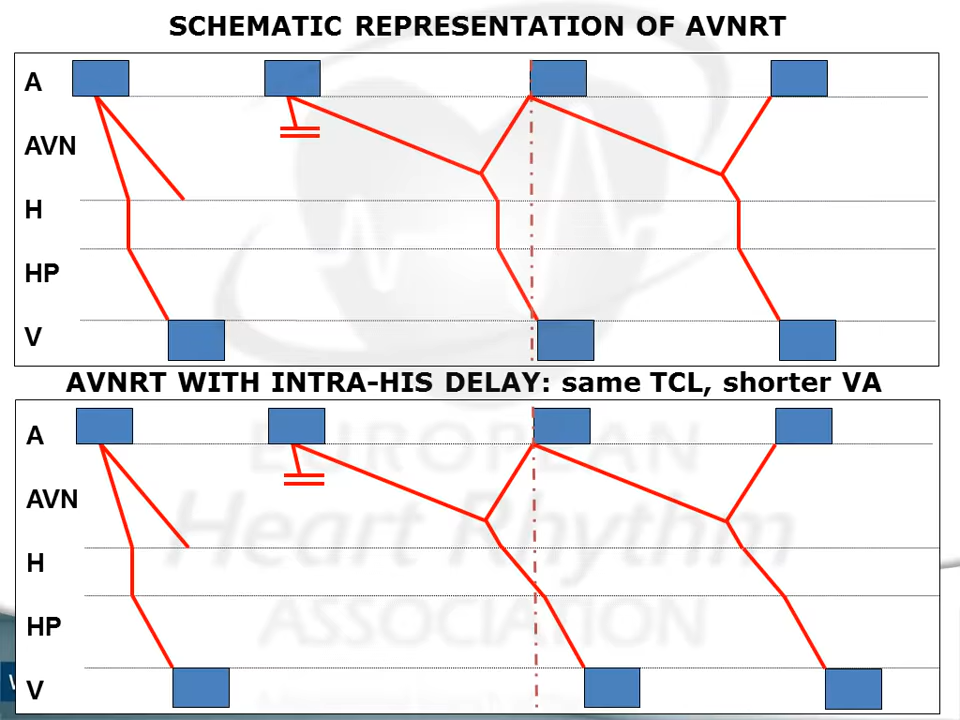 SCHEMATIC REPRESENTATION OF AVNRT
A
AVN
H
HP
V
AVNRT WITH INTRA-HIS DELAY: same TCL, shorter VA
A
AVN
H
HP
V
EUROPEAN
Heart Rhythm
ASSOCIATION